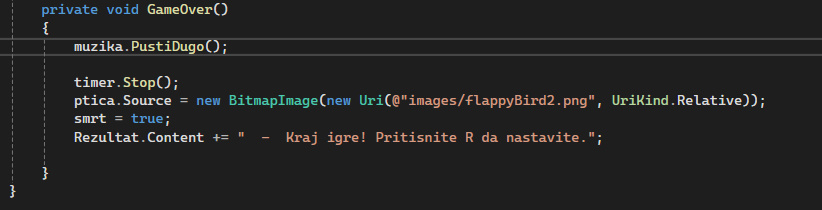 private void GameOver()
{
muzika.PustiDugo();
timer.Stop();
ptica.Source = new BitmapImage(new Uri(@"images/flappyBird2.png", UriKind.Relative));
smrt = true;
Rezultat.Content += "  -  Kraj igre! Pritisnite R da nastavite.";
}
}